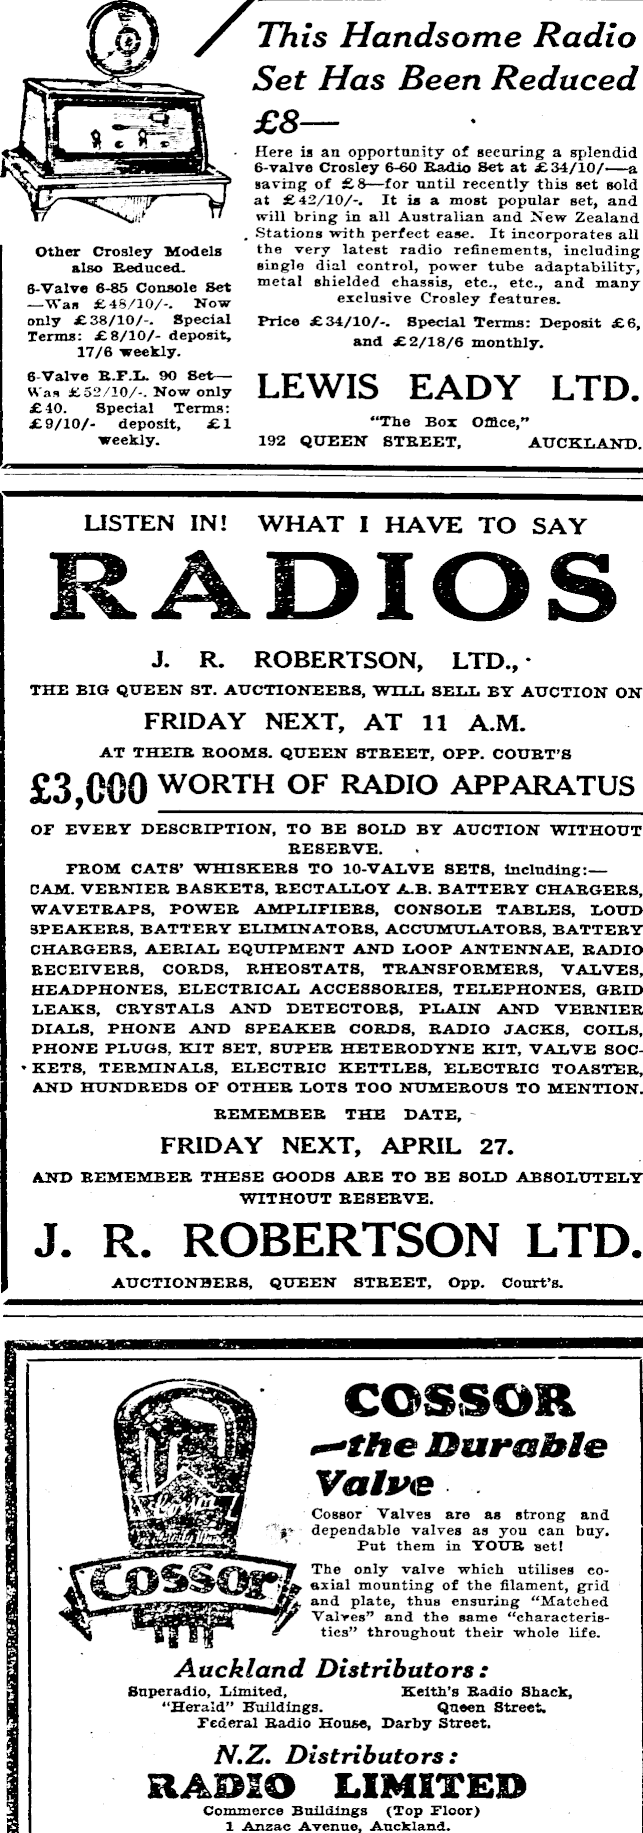 This Handsome Radio
Set Has Been Reduced
£8—
Here is an opportunity of securing a splendid
6-valve Crosley 6-60 Radio Set at £34/10/-—a
saving of £8—for until recently this set sold
at £42/10/-. It is a most popular set, and
will bring in all Australian and New Zealand
Stations with perfect ease. It incorporates all
the very latest radio refinements, including
single dial control, power tube adaptability,
metal shielded chassis, etc., etc., and many
exclusive Crosley features.
Price £34/10/-. Special Terms: Deposit £6,
and £2/18/6 monthly.
Other Crosley Models
also Reduced.
6-Valve 6-85 Console Set
—Was £48/10/-. Now
only £38/10/-. Special
Terms: £8/10/- deposit,
17/6 weekly.
6-Valve R.F.L. 90 Set—
Was £52/10/-. Now only
£40. Special Terms:
£9/10/- deposit, £1
weekly.
LEWIS EADY LTD.
"The Box Office,"
192 QUEEN STREET, AUCKLAND.
LISTEN IN! WHAT I HAVE TO SAY
RADIOS
J. R. ROBERTSON, LTD.,
THE BIG QUEEN ST. AUCTIONEERS, WILL SELL BY AUCTION ON
FRIDAY NEXT, AT 11 A.M.
AT THEIR ROOMS. QUEEN STREET, OPP. COURT'S
£3,000 WORTH OF RADIO APPARATUS
OF EVERY DESCRIPTION, TO BE SOLD BY AUCTION WITHOUT
RESERVE.
FROM CATS' WHISKERS TO 10-VALVE SETS, including:—
CAM. VERNIER BASKETS, RECTALLOY A.B. BATTERY CHARGERS,
WAVETRAPS, POWER AMPLIFIERS, CONSOLE TABLES, LOUD
SPEAKERS, BATTERY ELIMINATORS, ACCUMULATORS, BATTERY
CHARGERS, AERIAL EQUIPMENT AND LOOP ANTENNAE, RADIO
RECEIVERS, CORDS, RHEOSTATS, TRANSFORMERS, VALVES,
HEADPHONES, ELECTRICAL ACCESSORIES, TELEPHONES, GRID
LEAKS, CRYSTALS AND DETECTORS, PLAIN AND VERNIER
DIALS, PHONE AND SPEAKER CORDS, RADIO JACKS, COILS,
PHONE PLUGS, KIT SET, SUPER HETERODYNE KIT, VALVE SOC-
KETS, TERMINALS, ELECTRIC KETTLES, ELECTRIC TOASTER,
AND HUNDREDS OF OTHER LOTS TOO NUMEROUS TO MENTION.
REMEMBER THE DATE,
FRIDAY NEXT, APRIL 27.
AND REMEMBER THESE GOODS ARE TO BE SOLD ABSOLUTELY
WITHOUT RESERVE.
J. R. ROBERTSON LTD.
AUCTIONEERS, QUEEN STREET, Opp. Court's.
COSSOR
—the Durable
Valve
Cossor Valves are as strong and
dependable valves as you can buy.
Put them in YOUR set!
The only valve which utilises co-
axial mounting of the filament, grid
and plate, thus ensuring "Matched
Valves" and the same "characteris-
tics" throughout their whole life.
Cossor
Cossor
Auckland Distributors:
Superadio, Limited, Keith's Radio Shack,
"Herald" Buildings. Queen Street.
Federal Radio House, Darby Street.
N.Z. Distributors:
RADIO LIMITED
Commerce Buildings (Top Floor)
1 Anzac Avenue, Auckland.